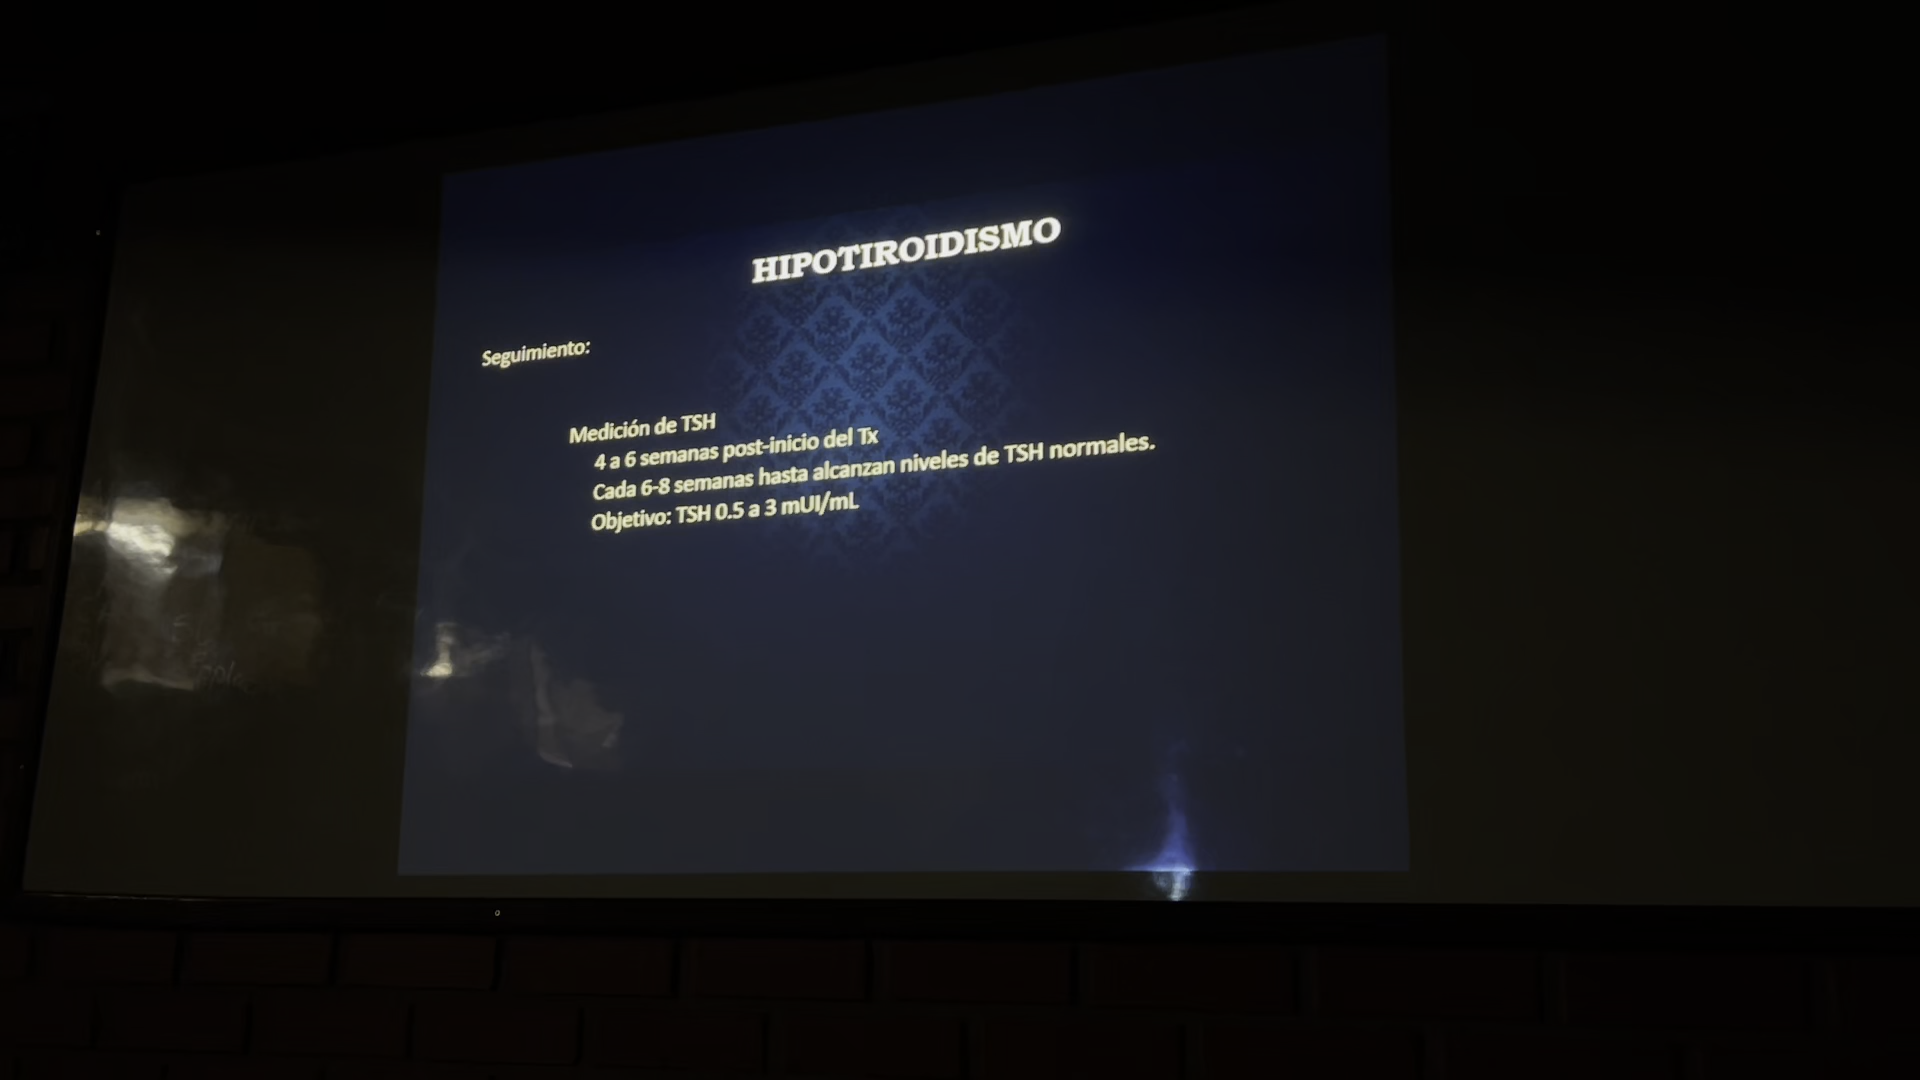 HIPOTIROIDISMO
Seguimiento:
Medición de TSH
4 a 6 semanas post-inicio del Tx
Cada 6-8 semanas hasta alcanzan niveles de TSH normales.
Objetivo: TSH 0.5 a 3 mUI/mL